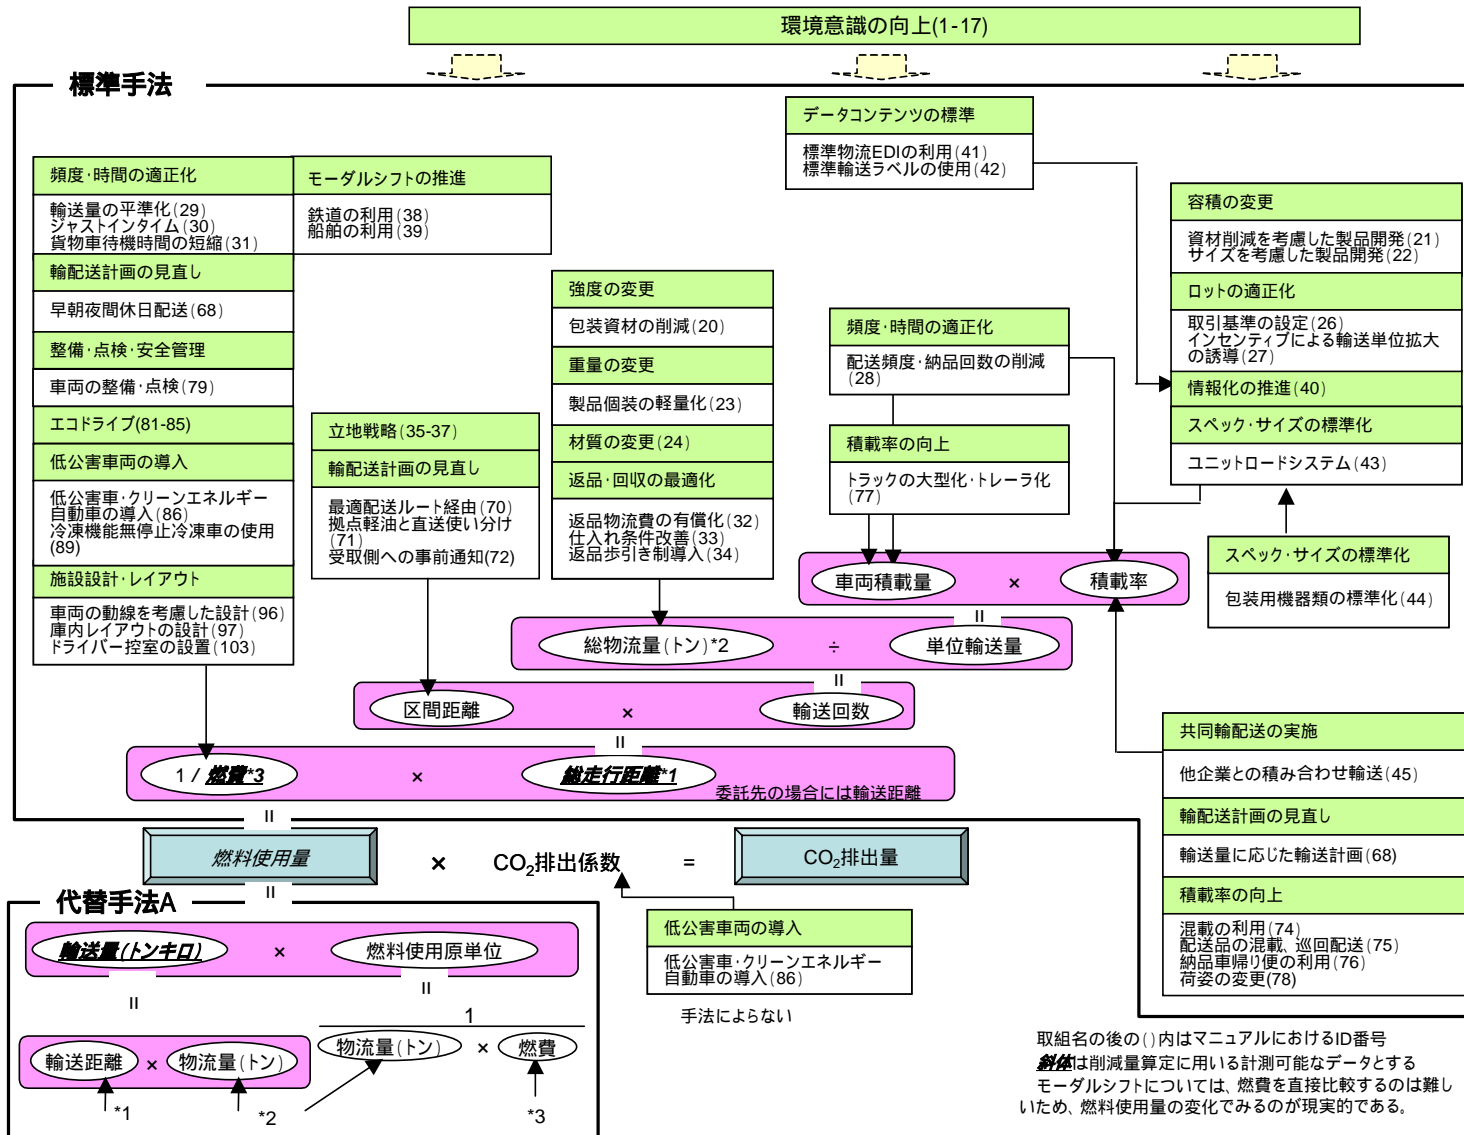 環境意識の向上(1-17)
標準手法
データコンテンツの標準
標準物流EDIの利用(41)
標準輸送ラベルの使用(42)
頻度・時間の適正化
輸送量の平準化(29)
ジャストインタイム(30)
貨物車待機時間の短縮(31)
輸配送計画の見直し
早朝夜間休日配送(68)
整備・点検・安全管理
車両の整備・点検(79)
エコドライブ(81-85)
低公害車両の導入
低公害車・クリーンエネルギー
自動車の導入(86)
冷凍機能無停止冷凍車の使用
(89)
施設設計・レイアウト
車両の動線を考慮した設計(96)
庫内レイアウトの設計(97)
ドライバー控室の設置(103)
モーダルシフトの推進
鉄道の利用(38)
船舶の利用(39)
立地戦略(35-37)
輸配送計画の見直し
最適配送ルート経由(70)
拠点軽油と直送使い分け
(71)
受取側への事前通知(72)
強度の変更
包装資材の削減(20)
重量の変更
製品個装の軽量化(23)
材質の変更(24)
返品・回収の最適化
返品物流費の有償化(32)
仕入れ条件改善(33)
返品歩引き制導入(34)
頻度・時間の適正化
配送頻度・納品回数の削減
(28)
積載率の向上
トラックの大型化・トレーラ化
(77)
容積の変更
資材削減を考慮した製品開発(21)
サイズを考慮した製品開発(22)
ロットの適正化
取引基準の設定(26)
インセンティブによる輸送単位拡大
の誘導(27)
情報化の推進(40)
スペック・サイズの標準化
ユニットロードシステム(43)
スペック・サイズの標準化
包装用機器類の標準化(44)
車両積載量 × 積載率
=
総物流量(トン)*2 ÷ 単位輸送量
=
区間距離 × 輸送回数
=
1 / 燃費*3 × 総走行距離*1
委託先の場合には輸送距離
=
共同輸配送の実施
他企業との積み合わせ輸送(45)
輸配送計画の見直し
輸送量に応じた輸送計画(68)
積載率の向上
混載の利用(74)
配送品の混載、巡回配送(75)
納品車帰り便の利用(76)
荷姿の変更(78)
燃料使用量 × CO₂排出係数 = CO₂排出量
=
低公害車両の導入
低公害車・クリーンエネルギー
自動車の導入(86)
手法によらない
代替手法A
輸送量(トンキロ) × 燃料使用原単位
= =
1
輸送距離 × 物流量(トン)
物流量(トン) × 燃費
*1 *2 *3
取組名の後の()内はマニュアルにおけるID番号
斜体は削減量算定に用いる計測可能なデータとする
モーダルシフトについては、燃費を直接比較するのは難し
いため、燃料使用量の変化でみるのが現実的である。